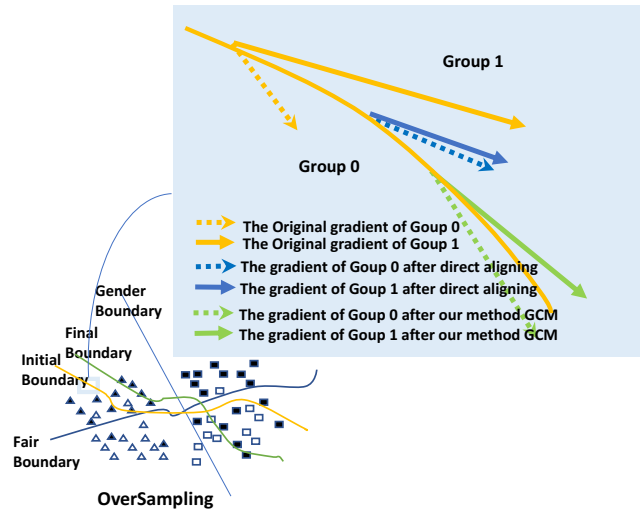 Group 1
Group 0
The Original gradient of Goup 0
The Original gradient of Goup 1
The gradient of Goup 0 after direct aligning
The gradient of Goup 1 after direct aligning
The gradient of Goup 0 after our method GCM
The gradient of Goup 1 after our method GCM
Gender
Boundary
Final
Boundary
Initial
Boundary
Fair
Boundary
OverSampling